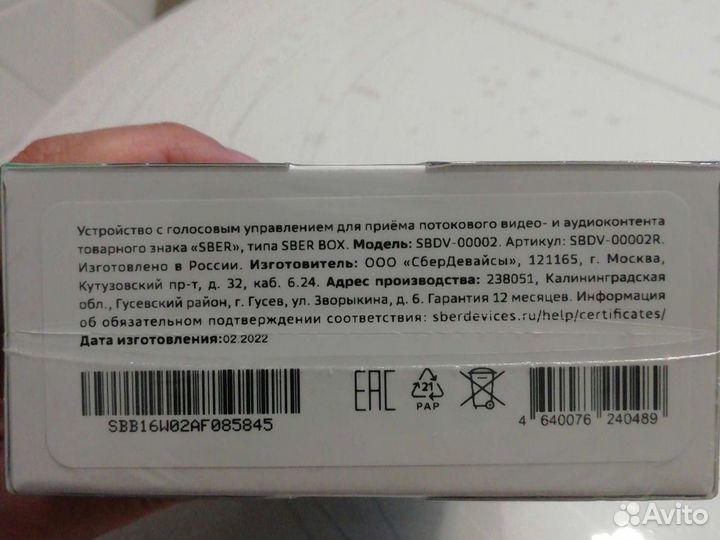 Устройство с голосовым управлением для приёма потокового видео- и аудиоконтента
товарного знака «SBER», типа SBER BOX. Модель: SBDV-00002. Артикул: SBDV-00002R.
Изготовлено в России. Изготовитель: ООО «СберДевайсы», 121165, г. Москва,
Кутузовский пр-т, д. 32, каб. 6.24. Адрес производства: 238051, Калининградская
обл., Гусевский район, г. Гусев, ул. Зворыкина, д. 6. Гарантия 12 месяцев. Информация
об обязательном подтверждении соответствия: sberdevices.ru/help/certificates/
Дата изготовления:02.2022
EAC
21
PAP
SBB16W02AF085845
4 640076 240489
Avito